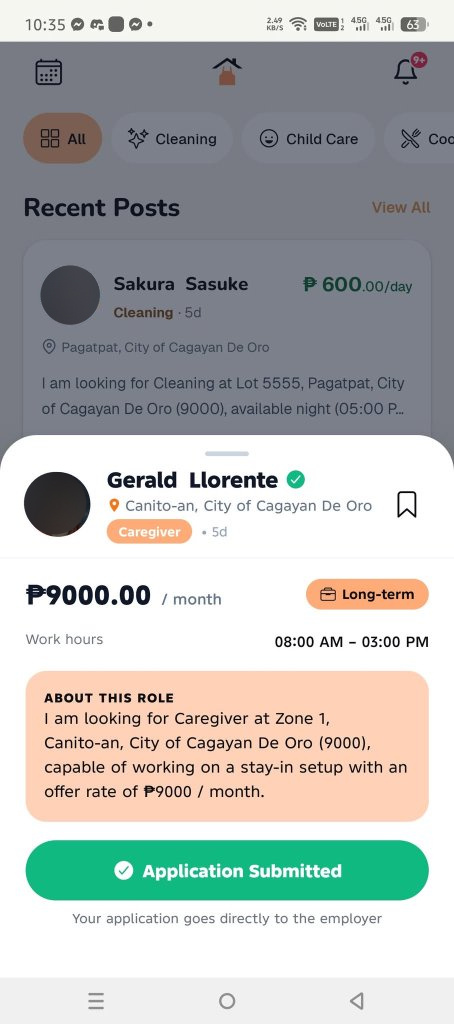 10:35
2.49 KB/S VoLTE 1 2 4.5G 4.5G 63
9+
All Cleaning Child Care Coo
Recent Posts View All
Sakura Sasuke ₱ 600.00/day
Cleaning · 5d
Pagatpat, City of Cagayan De Oro
I am looking for Cleaning at Lot 5555, Pagatpat, City
of Cagayan De Oro (9000), available night (05:00 P...
Gerald Llorente
Canito-an, City of Cagayan De Oro
Caregiver • 5d
₱9000.00 / month Long-term
Work hours 08:00 AM – 03:00 PM
ABOUT THIS ROLE
I am looking for Caregiver at Zone 1,
Canito-an, City of Cagayan De Oro (9000),
capable of working on a stay-in setup with an
offer rate of ₱9000 / month.
Application Submitted
Your application goes directly to the employer